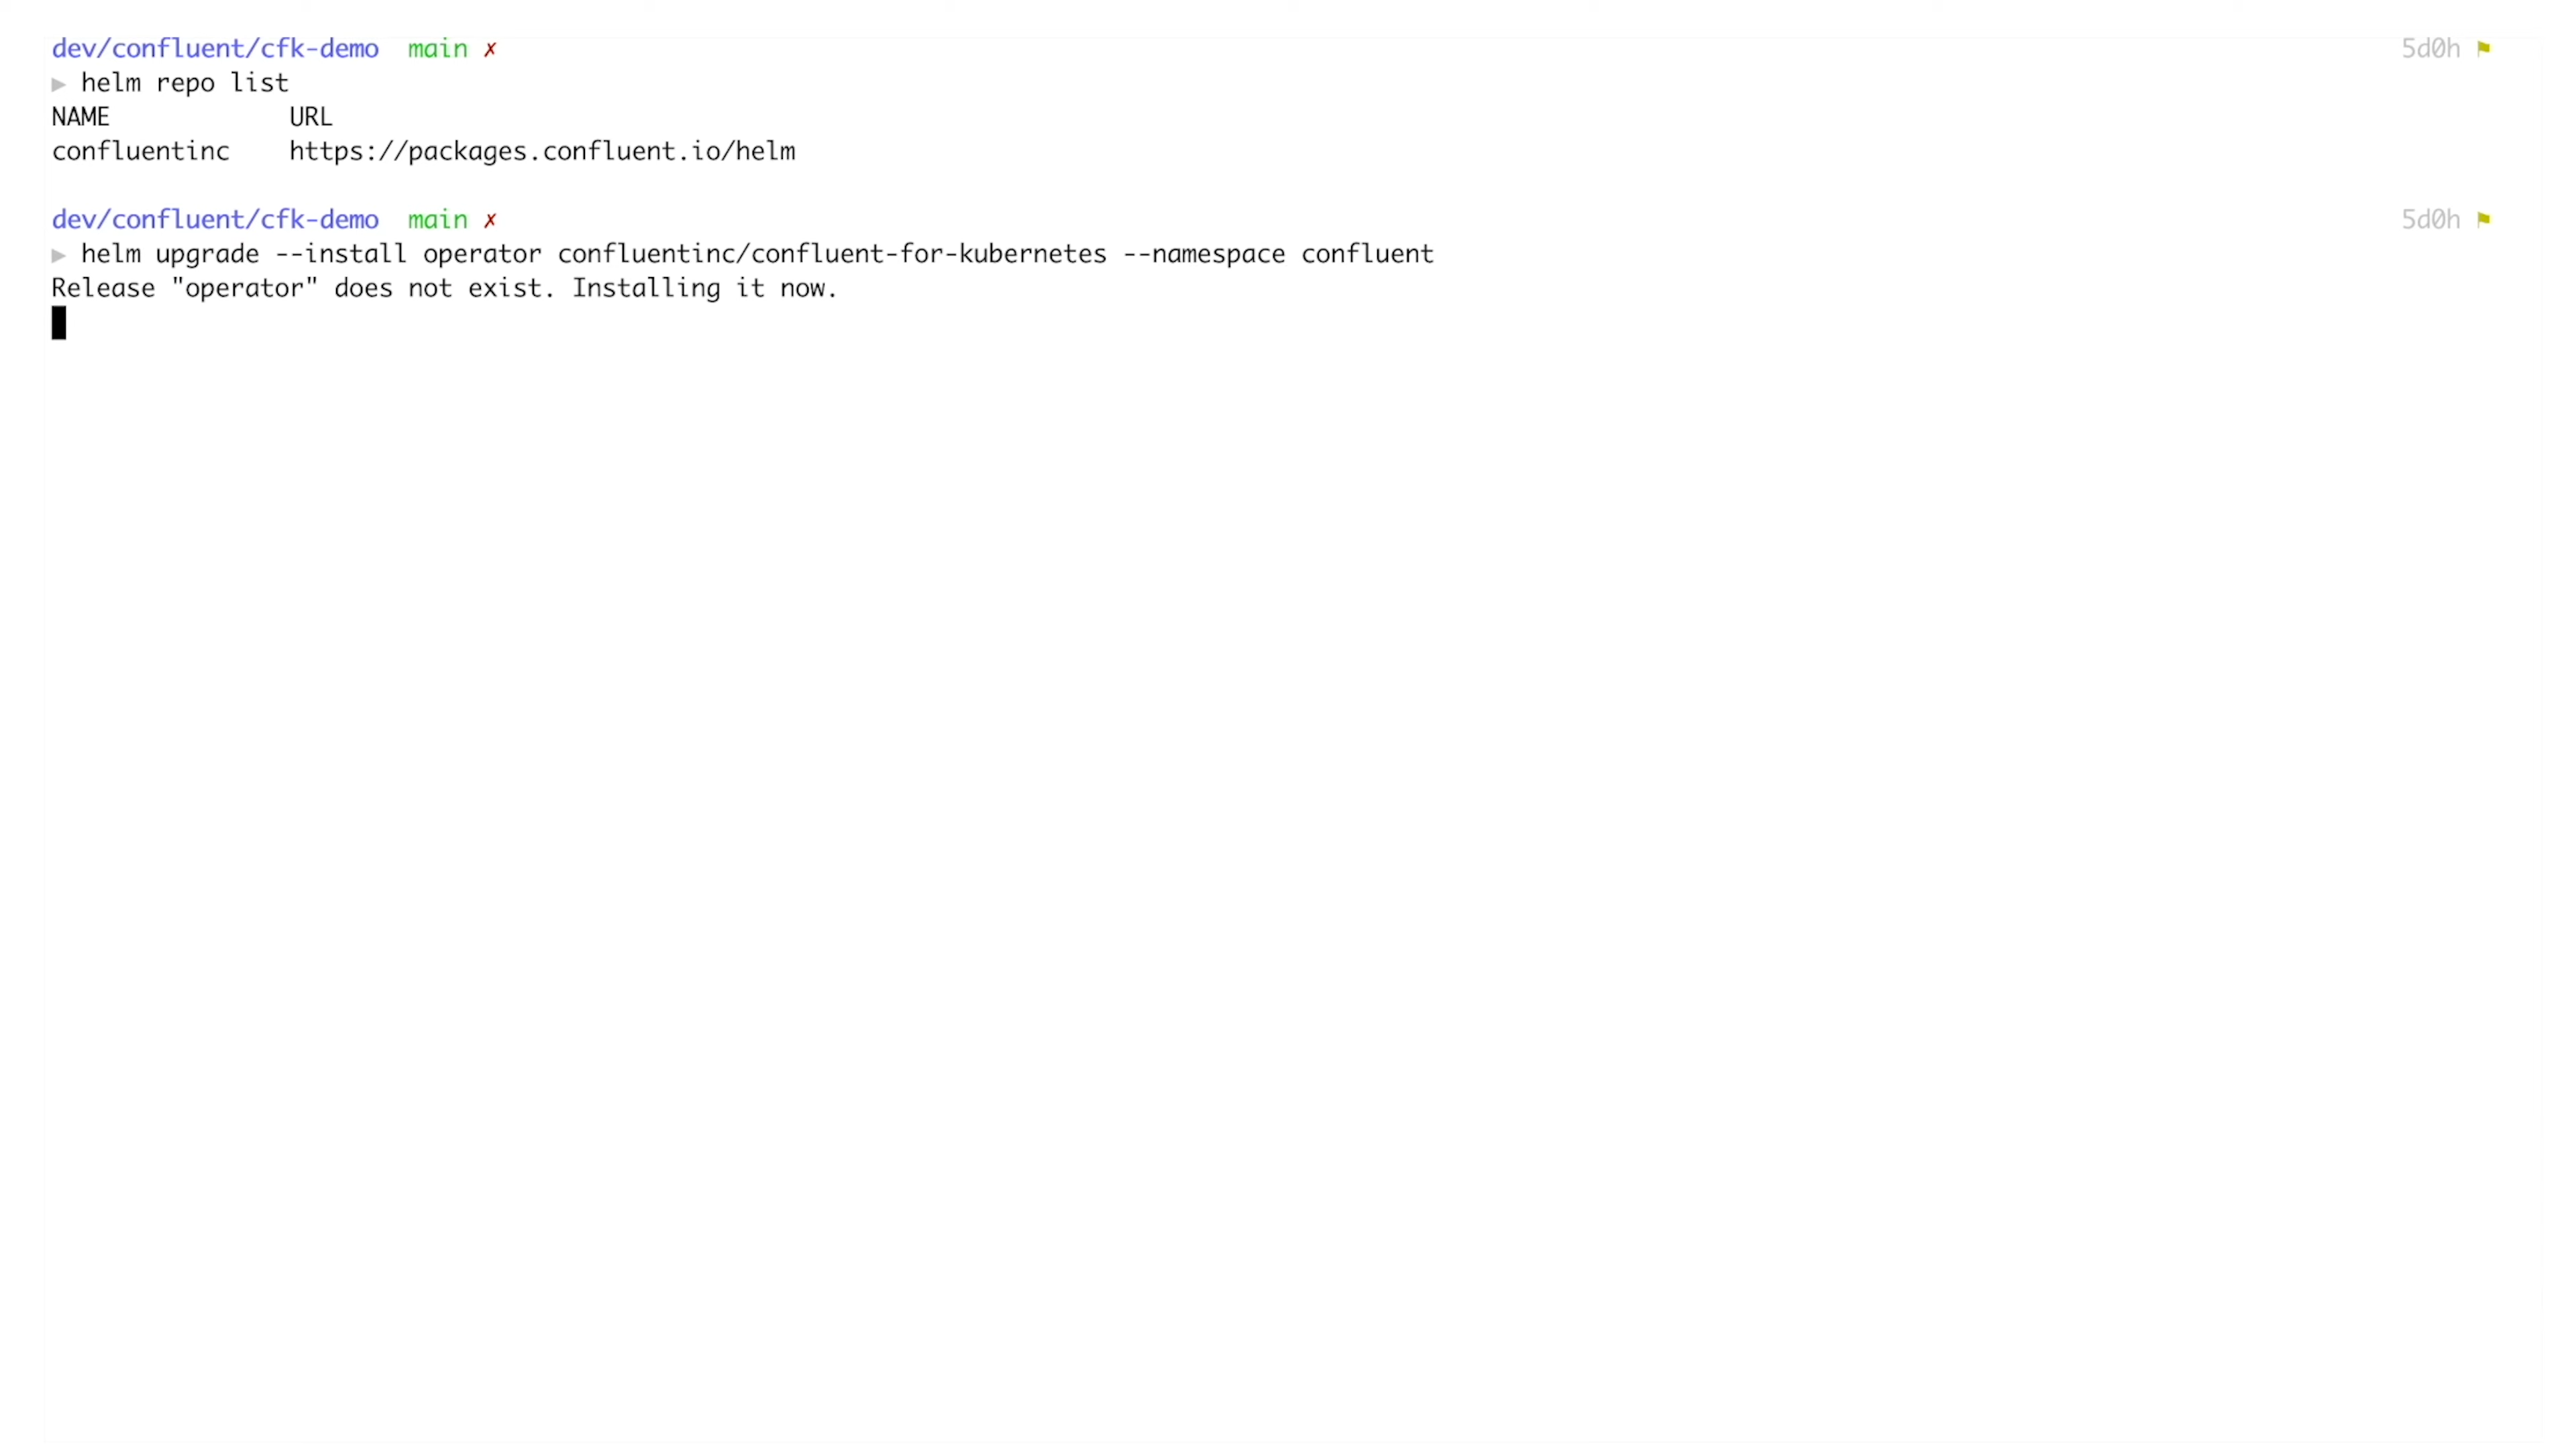 dev/confluent/cfk-demo  main ✗ 5d0h ⚑
▶ helm repo list
NAME URL
confluentinc https://packages.confluent.io/helm
dev/confluent/cfk-demo  main ✗ 5d0h ⚑
▶ helm upgrade --install operator confluentinc/confluent-for-kubernetes --namespace confluent
Release "operator" does not exist. Installing it now.